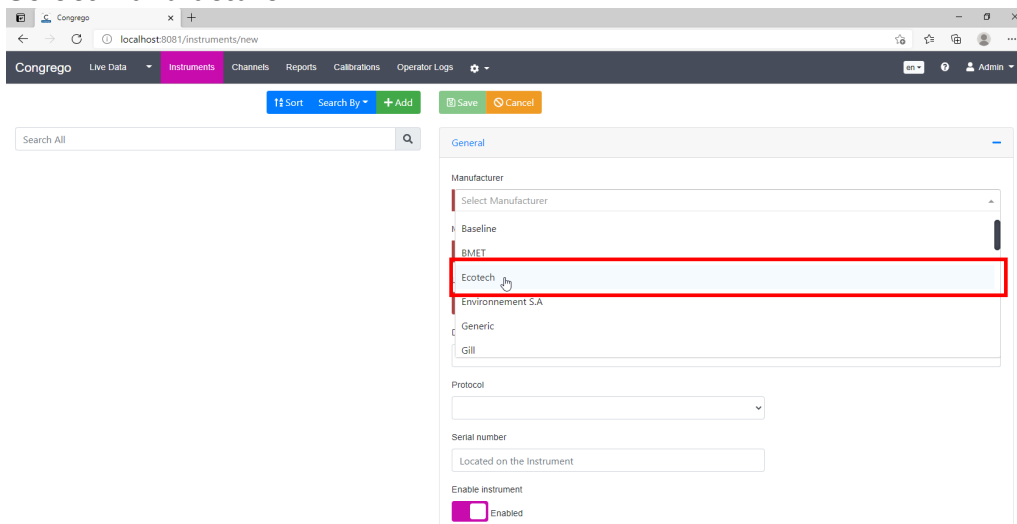 Congrego
localhost:8081/instruments/new
Congrego Live Data Instruments Channels Reports Calibrations Operator Logs en Admin
Sort Search By + Add Save Cancel
Search All
General
Manufacturer
Select Manufacturer
Baseline
BMET
Ecotech
Environnement S.A
Generic
Gill
Protocol
Serial number
Located on the Instrument
Enable instrument
Enabled